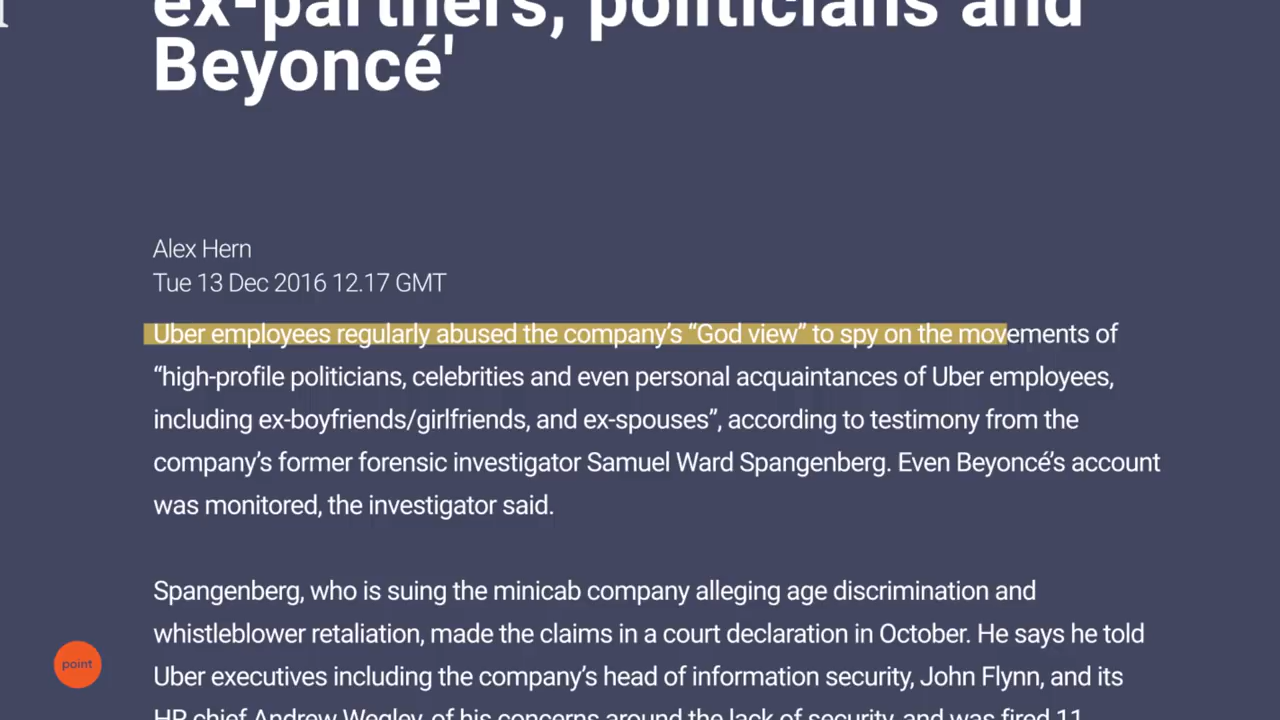 ex-partners, politicians and
Beyoncé'
Alex Hern
Tue 13 Dec 2016 12.17 GMT
Uber employees regularly abused the company’s “God view” to spy on the movements of
“high-profile politicians, celebrities and even personal acquaintances of Uber employees,
including ex-boyfriends/girlfriends, and ex-spouses”, according to testimony from the
company’s former forensic investigator Samuel Ward Spangenberg. Even Beyoncé’s account
was monitored, the investigator said.
Spangenberg, who is suing the minicab company alleging age discrimination and
whistleblower retaliation, made the claims in a court declaration in October. He says he told
Uber executives including the company’s head of information security, John Flynn, and its
HR chief Andrew Wegley, of his concerns around the lack of security, and was fired 11
point